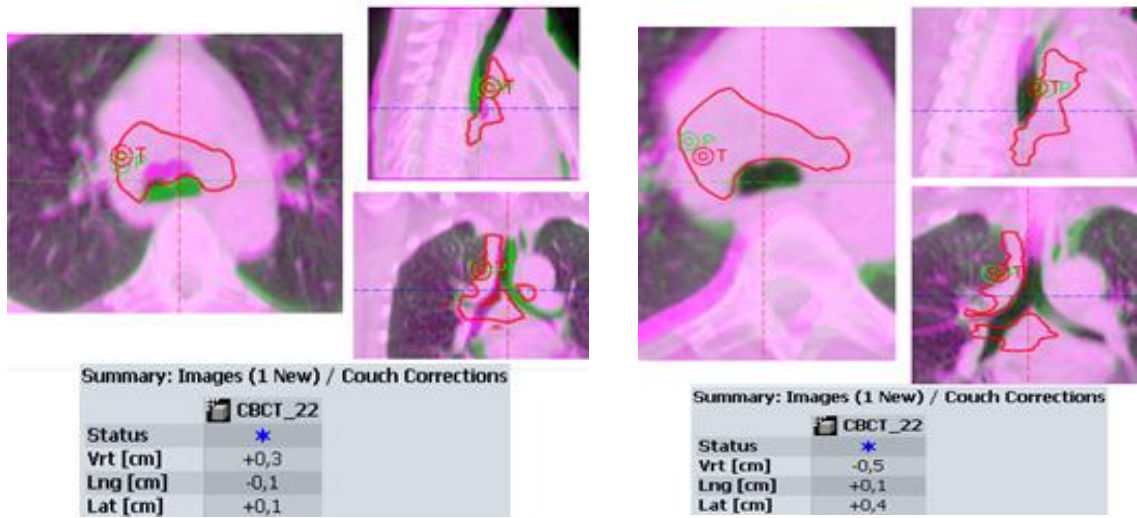 T
P
T
T
P
T
T P
T
Summary: Images (1 New) / Couch Corrections
CBCT_22
Status *
Vrt [cm] +0,3
Lng [cm] -0,1
Lat [cm] +0,1
Summary: Images (1 New) / Couch Corrections
CBCT_22
Status *
Vrt [cm] -0,5
Lng [cm] +0,1
Lat [cm] +0,4